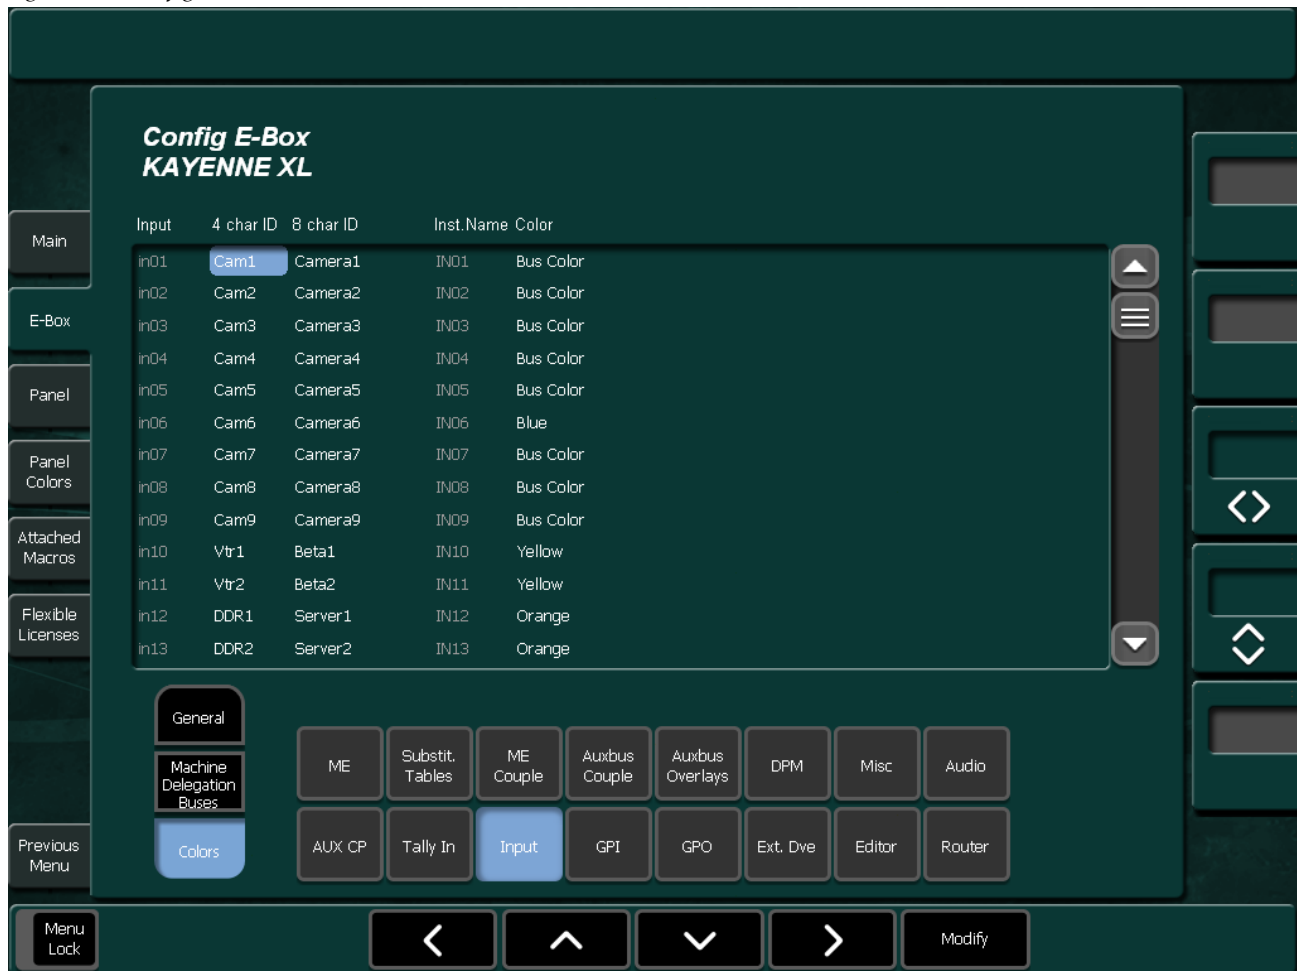 Config E-Box
KAYENNE XL
Input 4 char ID 8 char ID Inst.Name Color
in01 Cam1 Camera1 IN01 Bus Color
in02 Cam2 Camera2 IN02 Bus Color
in03 Cam3 Camera3 IN03 Bus Color
in04 Cam4 Camera4 IN04 Bus Color
in05 Cam5 Camera5 IN05 Bus Color
in06 Cam6 Camera6 IN06 Blue
in07 Cam7 Camera7 IN07 Bus Color
in08 Cam8 Camera8 IN08 Bus Color
in09 Cam9 Camera9 IN09 Bus Color
in10 Vtr1 Beta1 IN10 Yellow
in11 Vtr2 Beta2 IN11 Yellow
in12 DDR1 Server1 IN12 Orange
in13 DDR2 Server2 IN13 Orange
Main
E-Box
Panel
Panel
Colors
Attached
Macros
Flexible
Licenses
Previous
Menu
General
Machine
Delegation
Buses
Colors
ME
Substit.
Tables
ME
Couple
Auxbus
Couple
Auxbus
Overlays
DPM
Misc
Audio
AUX CP
Tally In
Input
GPI
GPO
Ext. Dve
Editor
Router
Menu
Lock
Modify